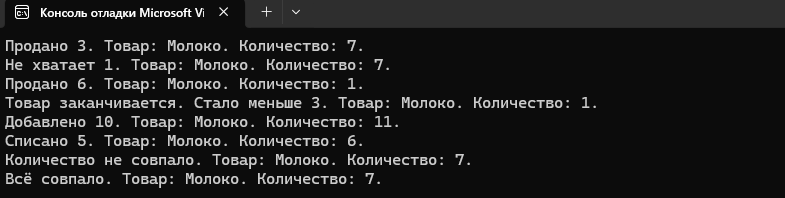 Консоль отладки Microsoft Vi
Продано 3. Товар: Молоко. Количество: 7.
Не хватает 1. Товар: Молоко. Количество: 7.
Продано 6. Товар: Молоко. Количество: 1.
Товар заканчивается. Стало меньше 3. Товар: Молоко. Количество: 1.
Добавлено 10. Товар: Молоко. Количество: 11.
Списано 5. Товар: Молоко. Количество: 6.
Количество не совпало. Товар: Молоко. Количество: 7.
Всё совпало. Товар: Молоко. Количество: 7.